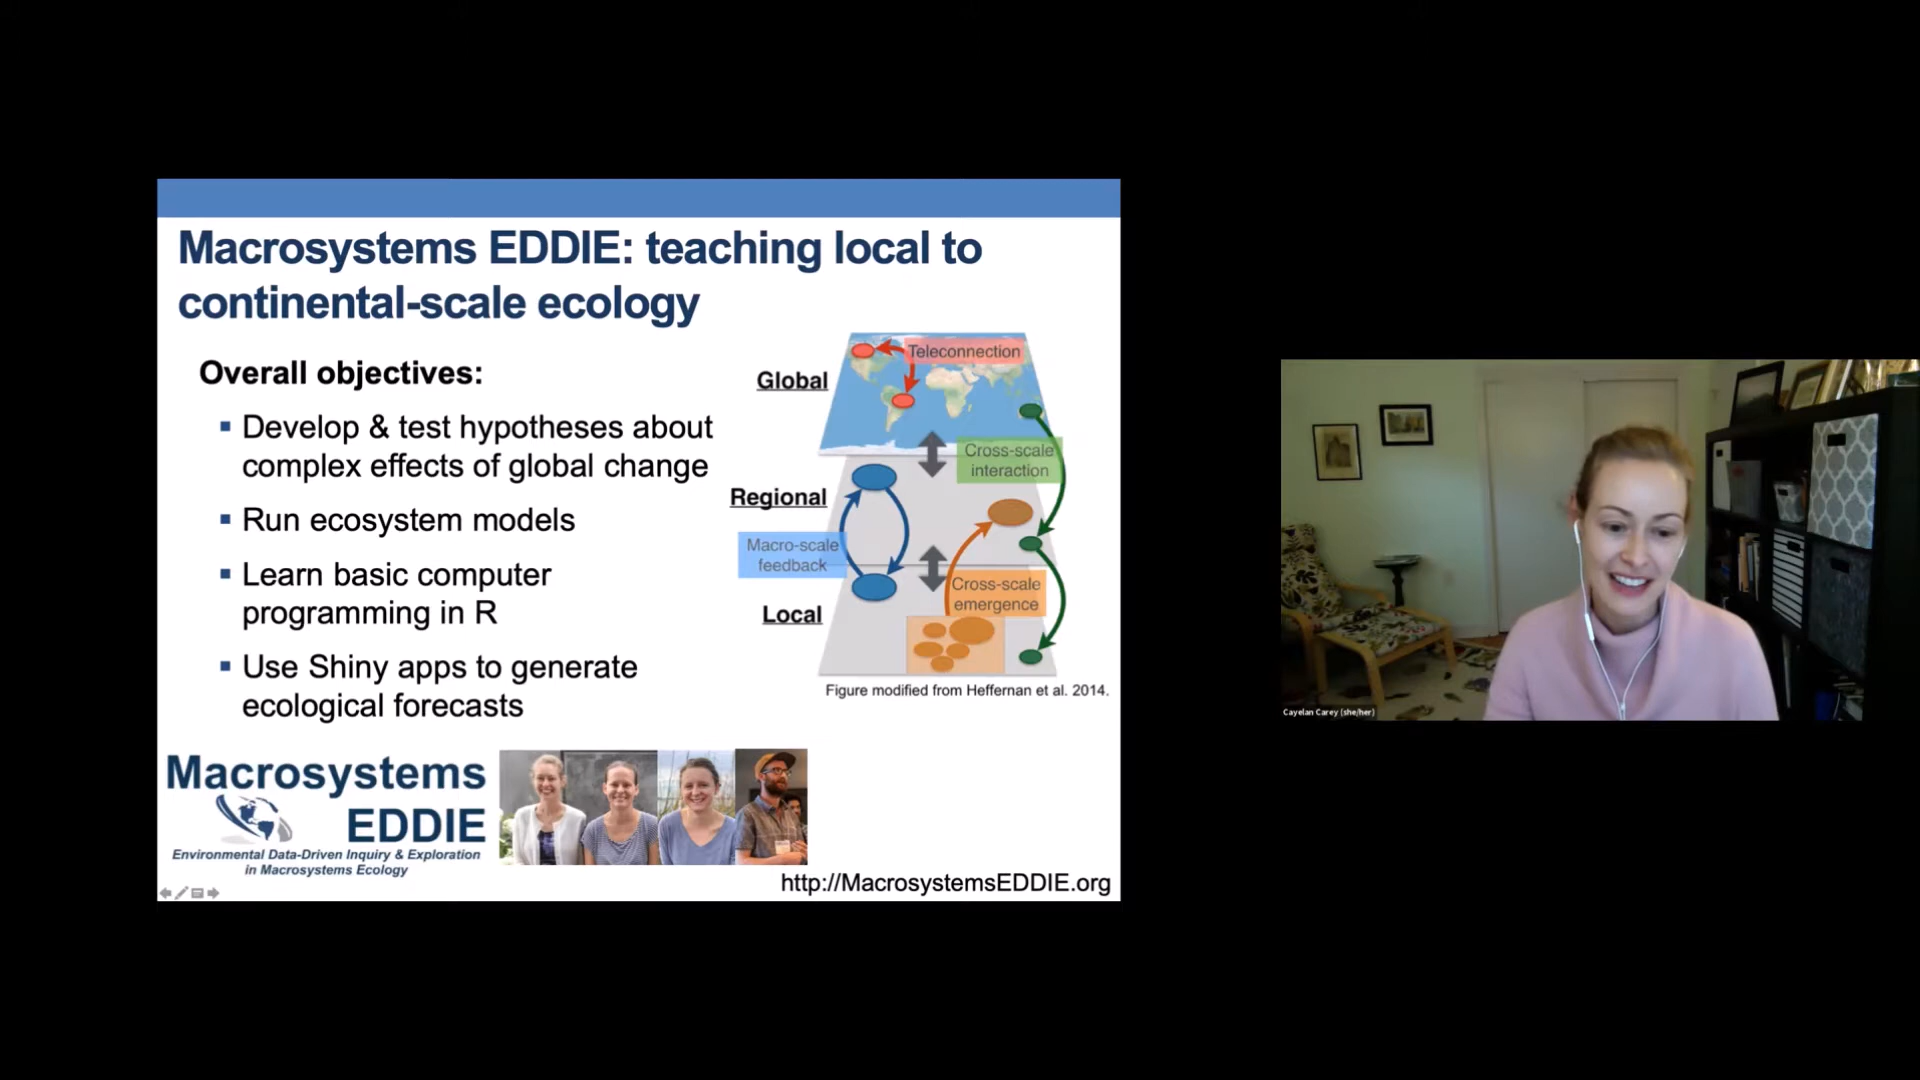 Macrosystems EDDIE: teaching local to
continental-scale ecology
Overall objectives:
▪ Develop & test hypotheses about
complex effects of global change
▪ Run ecosystem models
▪ Learn basic computer
programming in R
▪ Use Shiny apps to generate
ecological forecasts
Global
Teleconnection
Cross-scale
interaction
Regional
Macro-scale
feedback
Cross-scale
emergence
Local
Figure modified from Heffernan et al. 2014.
Macrosystems
EDDIE
Environmental Data-Driven Inquiry & Exploration
in Macrosystems Ecology
http://MacrosystemsEDDIE.org
Cayelan Carey (she/her)